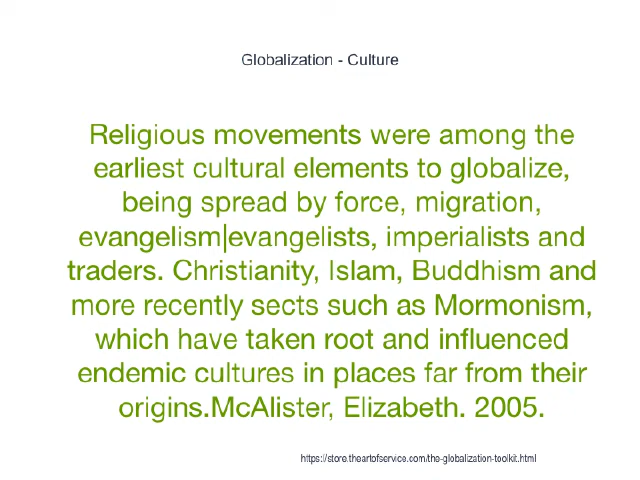 Globalization - Culture
Religious movements were among the
earliest cultural elements to globalize,
being spread by force, migration,
evangelism|evangelists, imperialists and
traders. Christianity, Islam, Buddhism and
more recently sects such as Mormonism,
which have taken root and influenced
endemic cultures in places far from their
origins.McAlister, Elizabeth. 2005.
https://store.theartofservice.com/the-globalization-toolkit.html